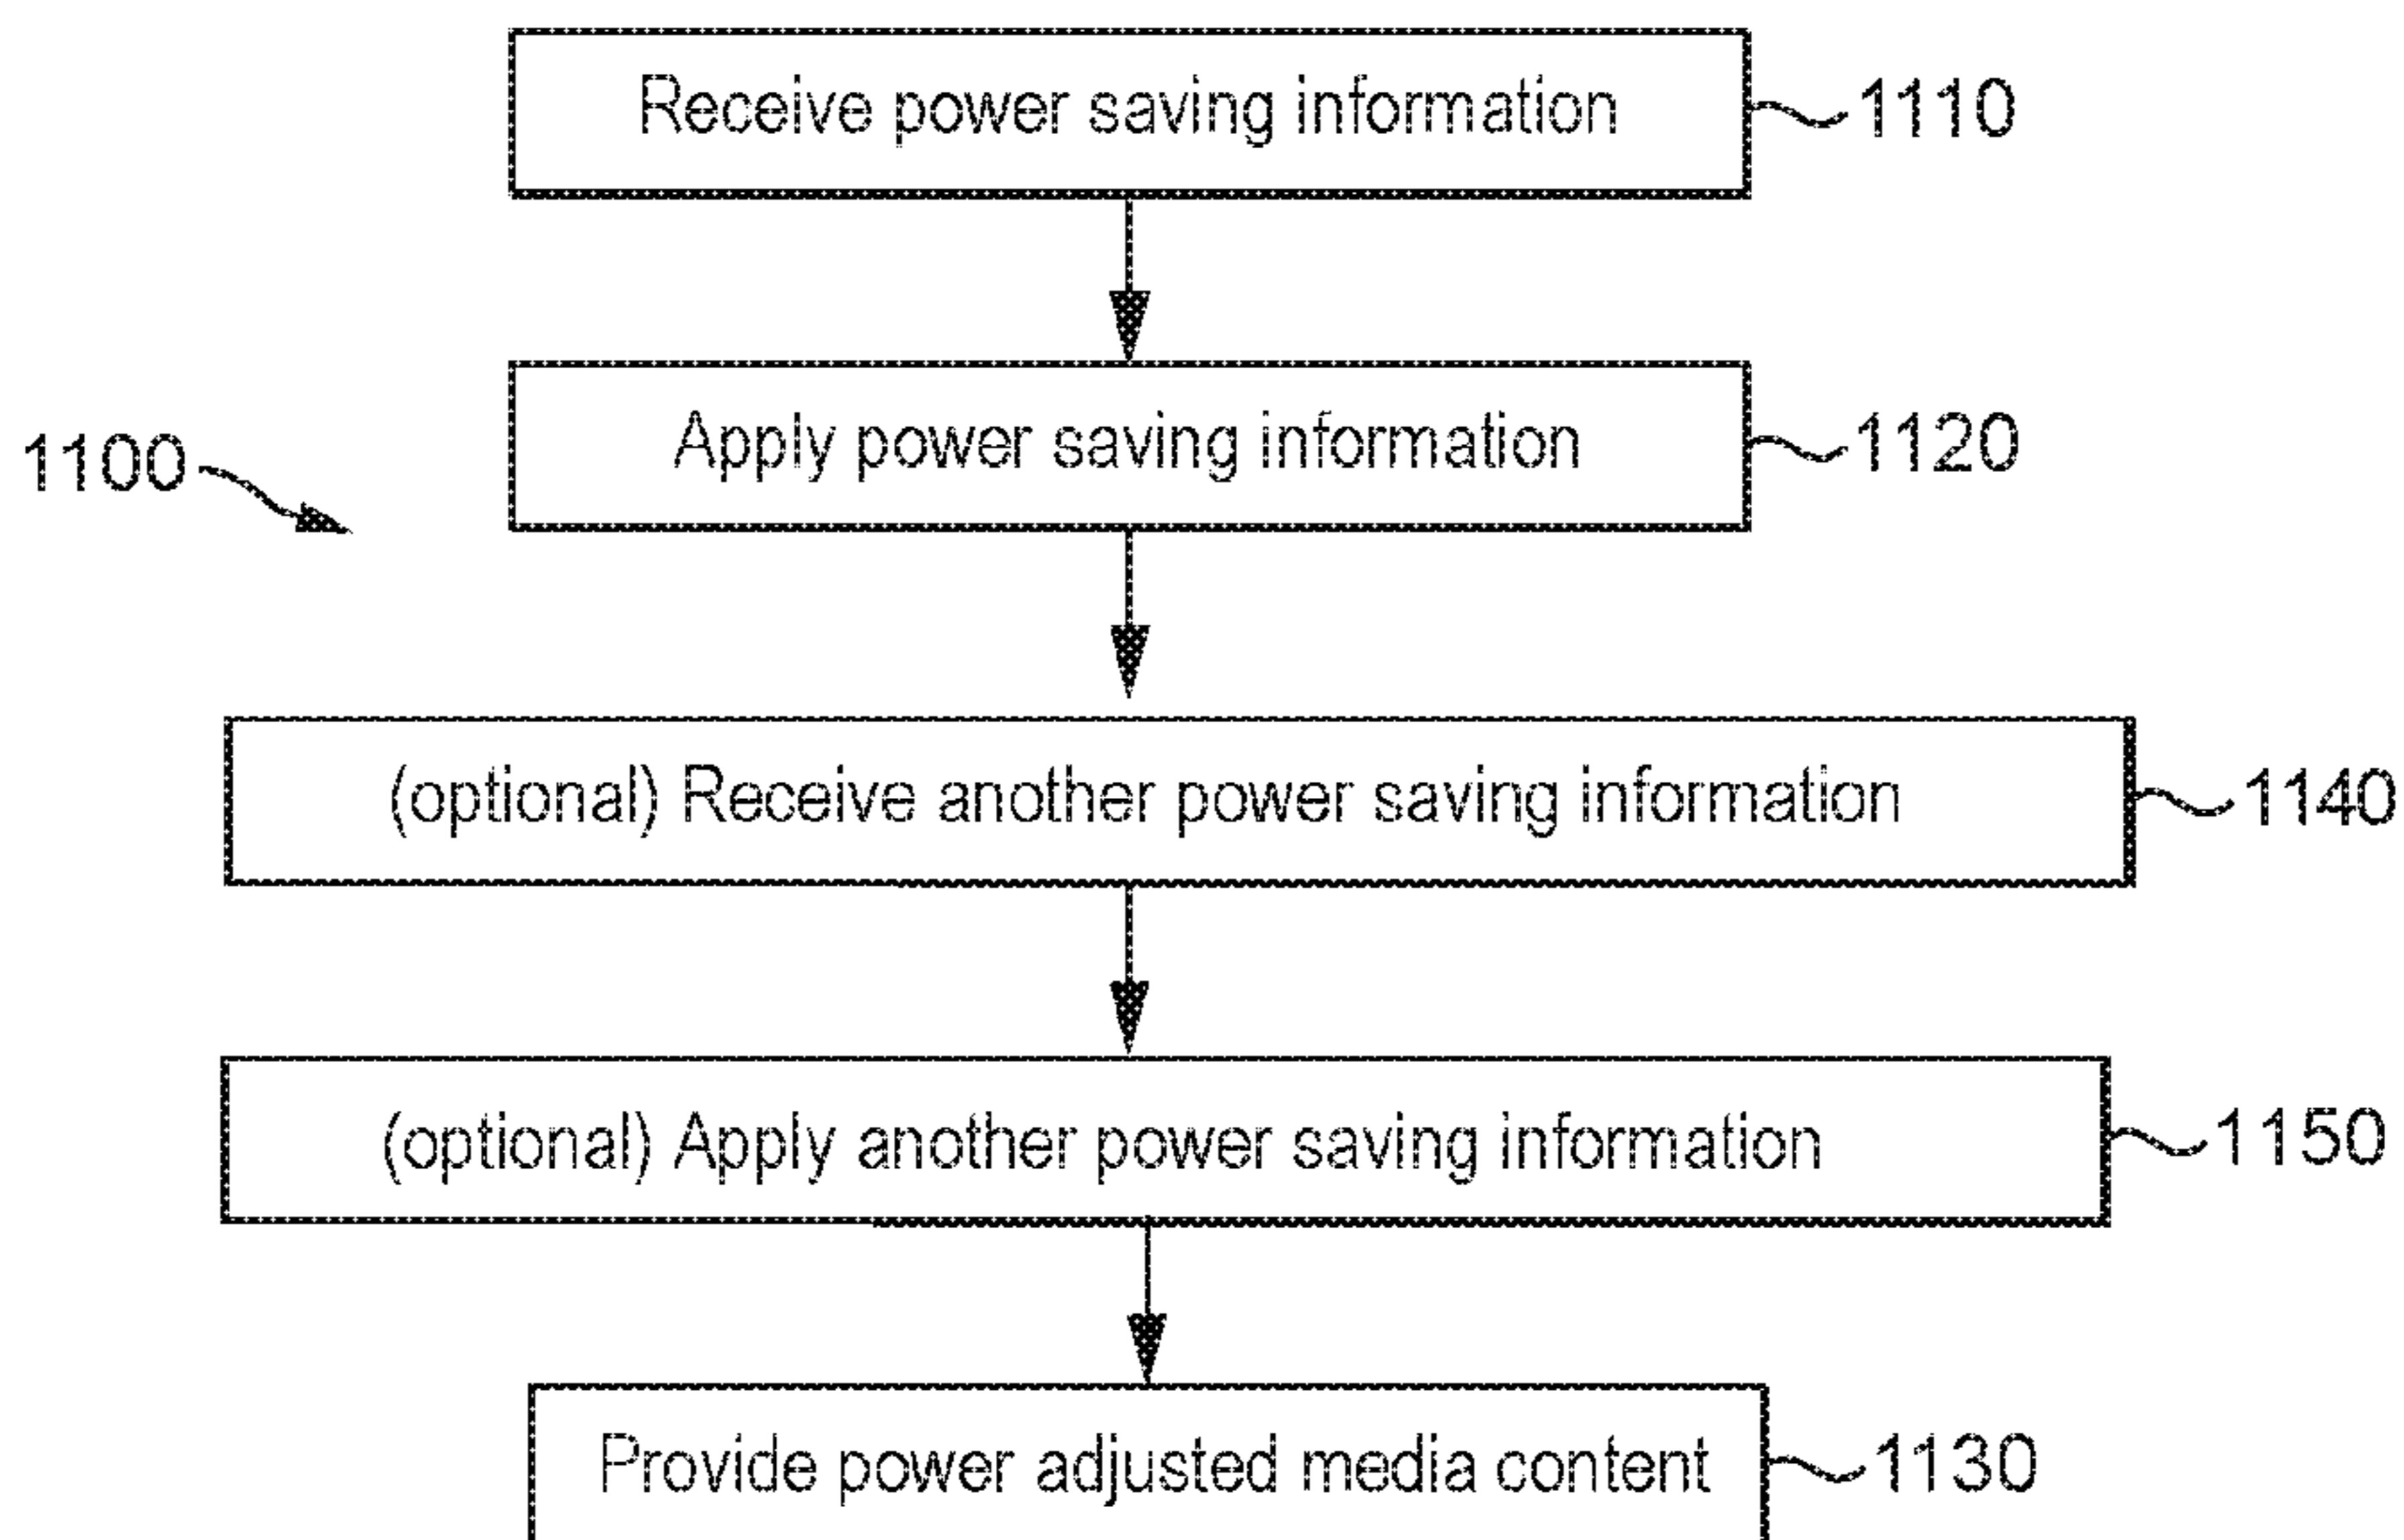 Receive power saving information 1110
Apply power saving information 1120
1100
(optional) Receive another power saving information 1140
(optional) Apply another power saving information 1150
Provide power adjusted media content 1130